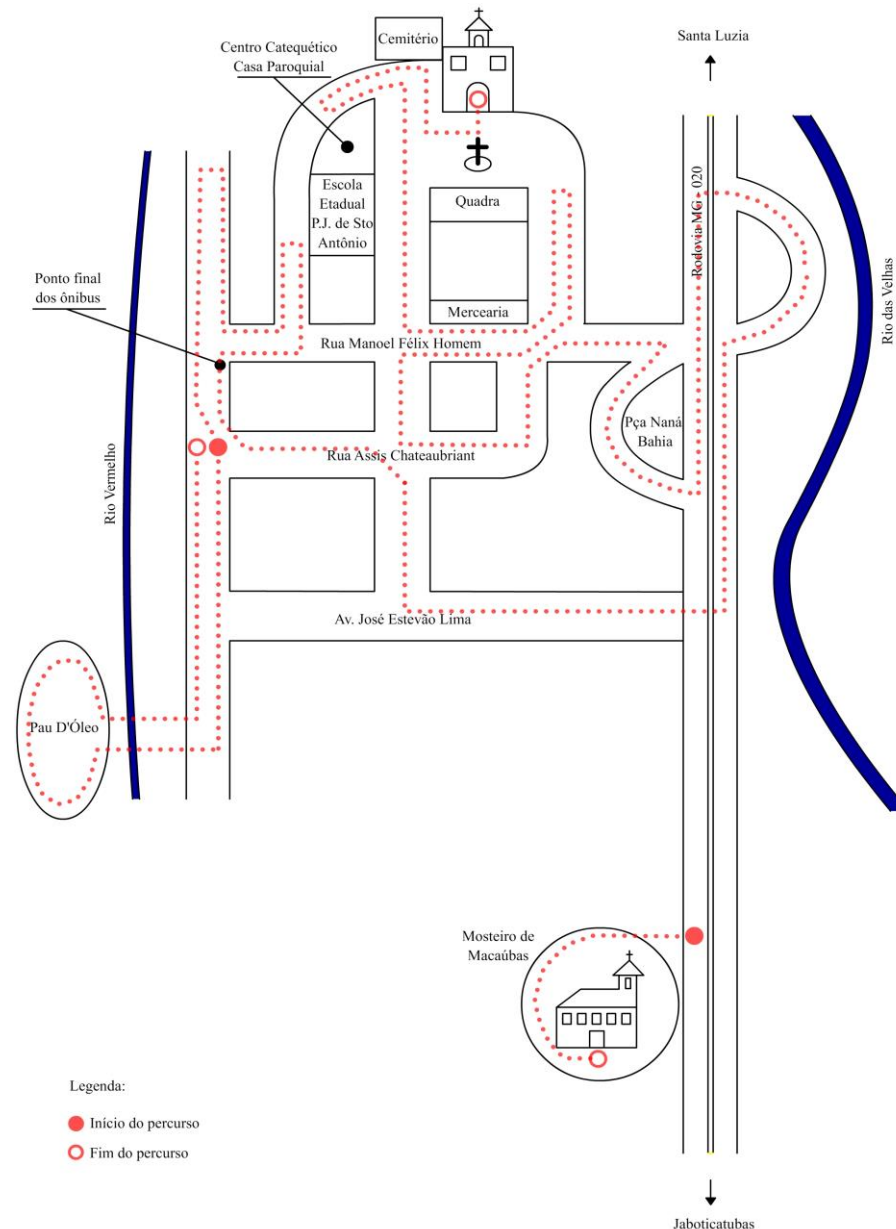 Santa Luzia
Cemitério
Centro Catequético
Casa Paroquial
Rodovia MG - 020
Rio das Velhas
Escola
Etadual
P.J. de Sto
Antônio
Quadra
Ponto final
dos ônibus
Mercearia
Rua Manoel Félix Homem
Pça Naná
Bahia
Rua Assis Chateaubriant
Rio Vermelho
Av. José Estevão Lima
Pau D'Óleo
Mosteiro de
Macaúbas
Legenda:
Início do percurso
Fim do percurso
Jaboticatubas